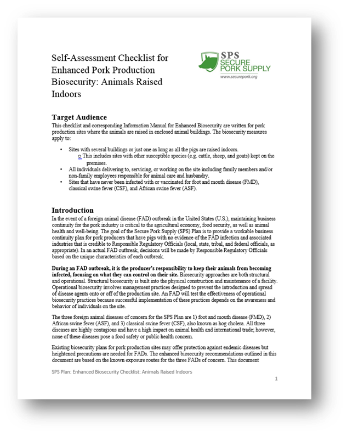 Self-Assessment Checklist for
Enhanced Pork Production
Biosecurity: Animals Raised
Indoors
SPS
SECURE
PORK SUPPLY
www.securepork.org
Target Audience
This checklist and corresponding Information Manual for Enhanced Biosecurity are written for pork
production sites where the animals are raised in enclosed animal buildings. The biosecurity measures
apply to:
• Sites with several buildings or just one as long as all the pigs are raised indoors.
o This includes sites with other susceptible species (e.g. cattle, sheep, and goats) kept on the
premises.
• All individuals delivering to, servicing, or working on the site including family members and/or
non-family employees responsible for animal care and husbandry.
• Sites that have never been infected with or vaccinated for foot and mouth disease (FMD),
classical swine fever (CSF), and African swine fever (ASF).
Introduction
In the event of a foreign animal disease (FAD) outbreak in the United States (U.S.), maintaining business
continuity for the pork industry is critical to the agricultural economy, food security, as well as animal
health and well-being. The goal of the Secure Pork Supply (SPS) Plan is to provide a workable business
continuity plan for pork producers that have pigs with no evidence of the FAD infection and associated
industries that is credible to Responsible Regulatory Officials (local, state, tribal, and federal officials, as
appropriate). In an actual FAD outbreak, decisions would be made by Responsible Regulatory Officials
based on the unique characteristics of each outbreak.
During an FAD outbreak, it is the producer's responsibility to keep their animals from becoming
infected, focusing on what they can control on their site. Biosecurity approaches are both structural
and operational. Structural biosecurity is built into the physical construction and maintenance of a facility.
Operational biosecurity involves management practices designed to prevent the introduction and spread
of disease agents onto or off of the production site. An FAD will test the effectiveness of operational
biosecurity practices because successful implementation of these practices depends on the awareness and
behavior of individuals on the site.
The three foreign animal diseases of concern for the SPS Plan are 1) foot and mouth disease (FMD), 2)
African swine fever (ASF), and 3) classical swine fever (CSF), also known as hog cholera. All three
diseases are highly contagious and have a high impact on animal health and international trade; however,
none of these diseases pose a food safety or public health concern.
Existing biosecurity plans for pork production sites may offer protection against endemic diseases but
heightened precautions are needed for FADs. The enhanced biosecurity recommendations outlined in this
document are based on the known exposure routes for the three FADs of concern. This document
SPS Plan: Enhanced Biosecurity Checklist: Animals Raised Indoors
1